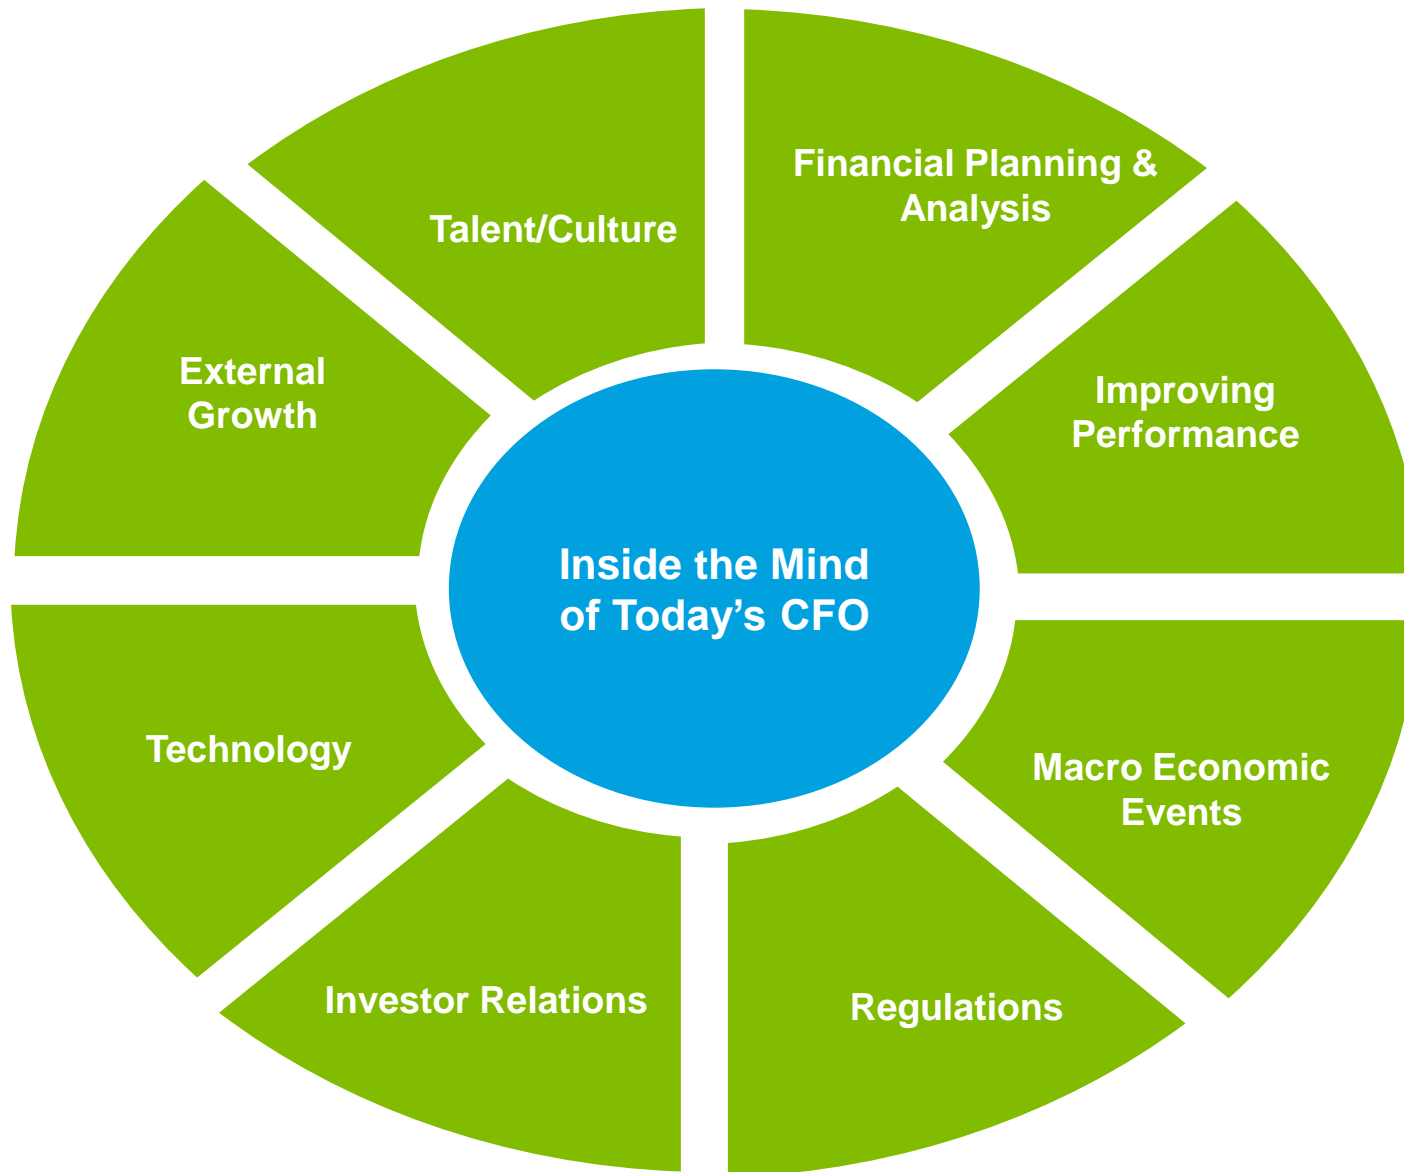 Financial Planning &
Analysis
Talent/Culture
External
Growth
Improving
Performance
Inside the Mind
of Today’s CFO
Technology
Macro Economic
Events
Investor Relations
Regulations